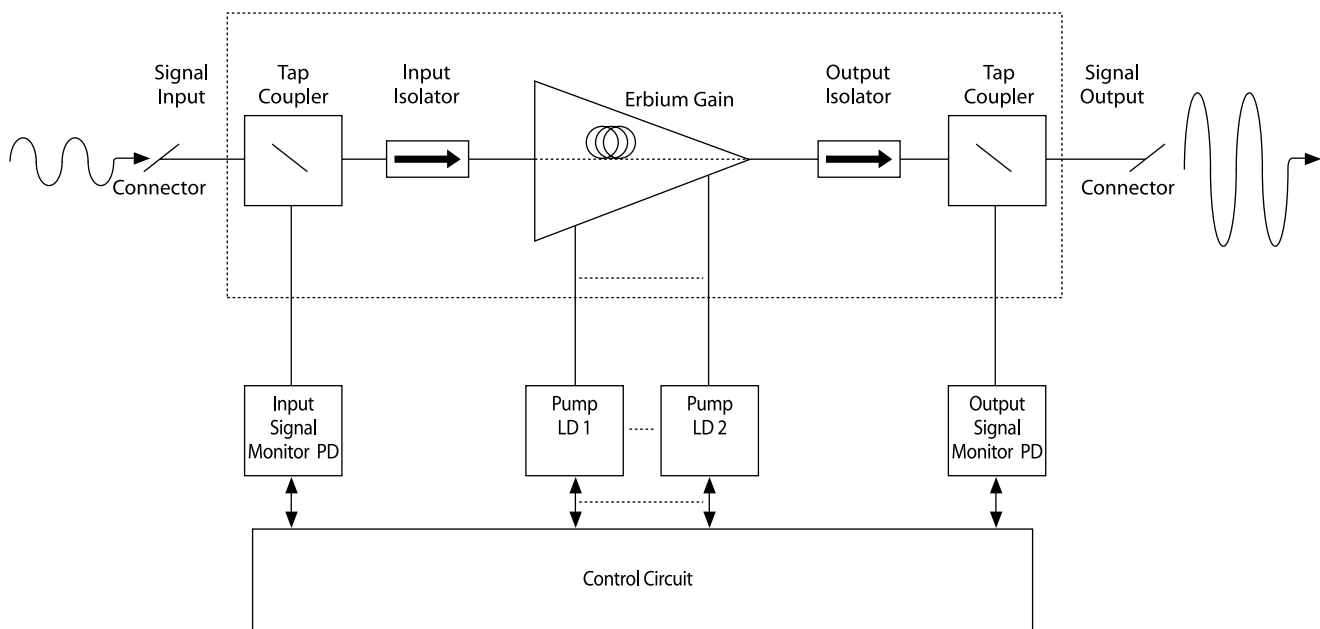 Signal
Input
Tap
Coupler
Input
Isolator
Erbium Gain
Output
Isolator
Tap
Coupler
Signal
Output
Connector
Connector
Input
Signal
Monitor PD
Pump
LD 1
Pump
LD 2
Output
Signal
Monitor PD
Control Circuit